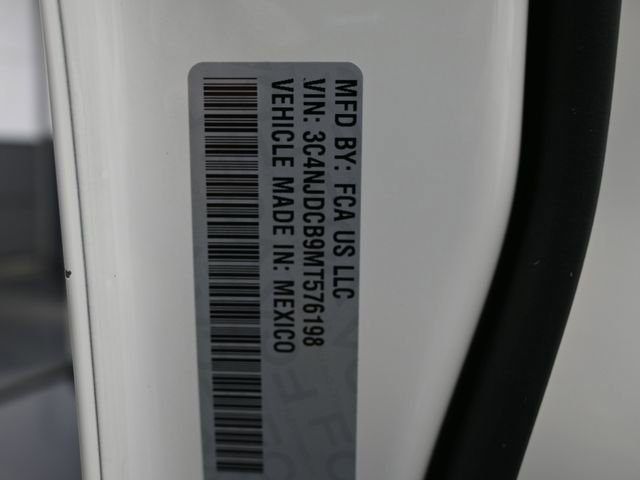 MFD BY: FCA US LLC
VIN: 3C4NJDCB9MT576198
VEHICLE MADE IN: MEXICO